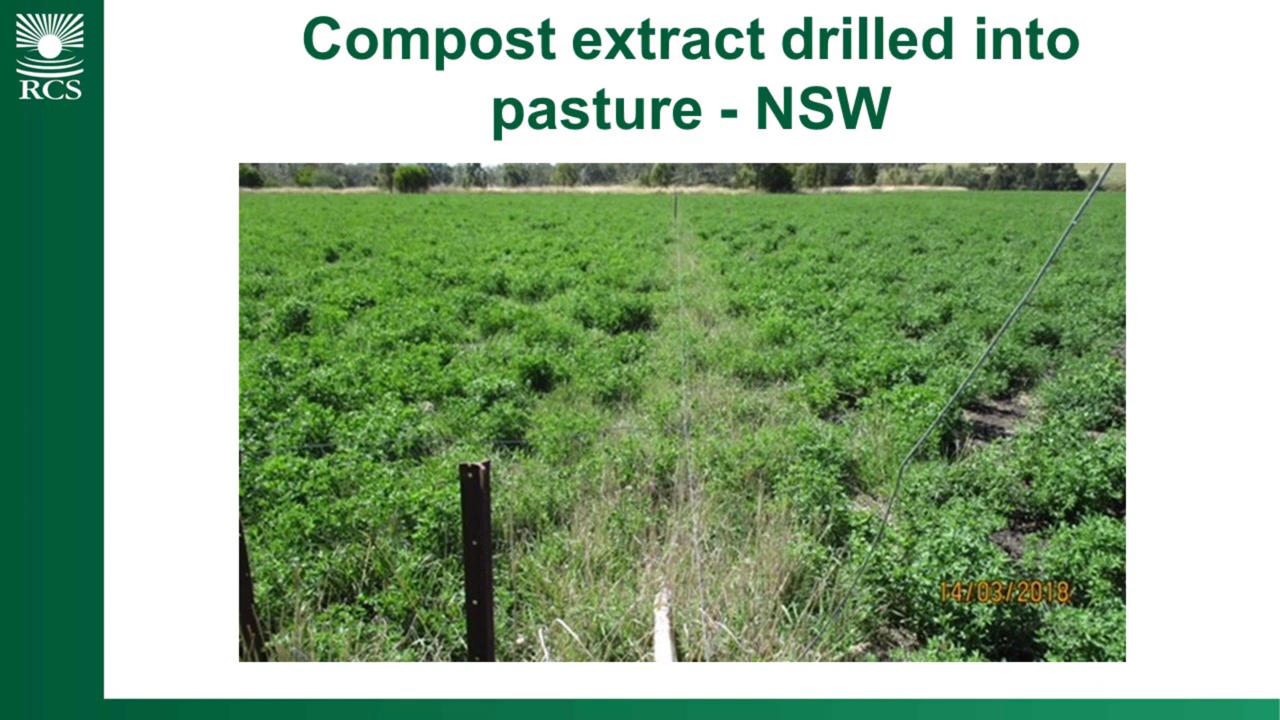 RCS
Compost extract drilled into
pasture - NSW
14/03/2018